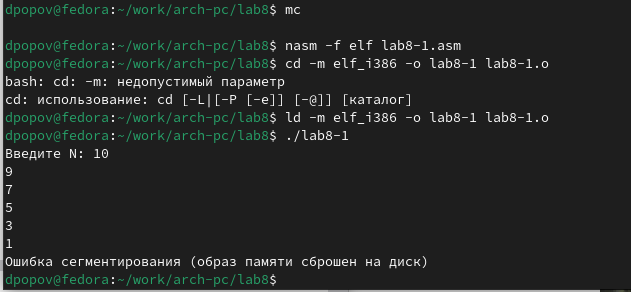 dpopov@fedora:~/work/arch-pc/lab8$ mc
dpopov@fedora:~/work/arch-pc/lab8$ nasm -f elf lab8-1.asm
dpopov@fedora:~/work/arch-pc/lab8$ cd -m elf_i386 -o lab8-1 lab8-1.o
bash: cd: -m: недопустимый параметр
cd: использование: cd [-L|[-P [-e]] [-@]] [каталог]
dpopov@fedora:~/work/arch-pc/lab8$ ld -m elf_i386 -o lab8-1 lab8-1.o
dpopov@fedora:~/work/arch-pc/lab8$ ./lab8-1
Введите N: 10
9
7
5
3
1
Ошибка сегментирования (образ памяти сброшен на диск)
dpopov@fedora:~/work/arch-pc/lab8$